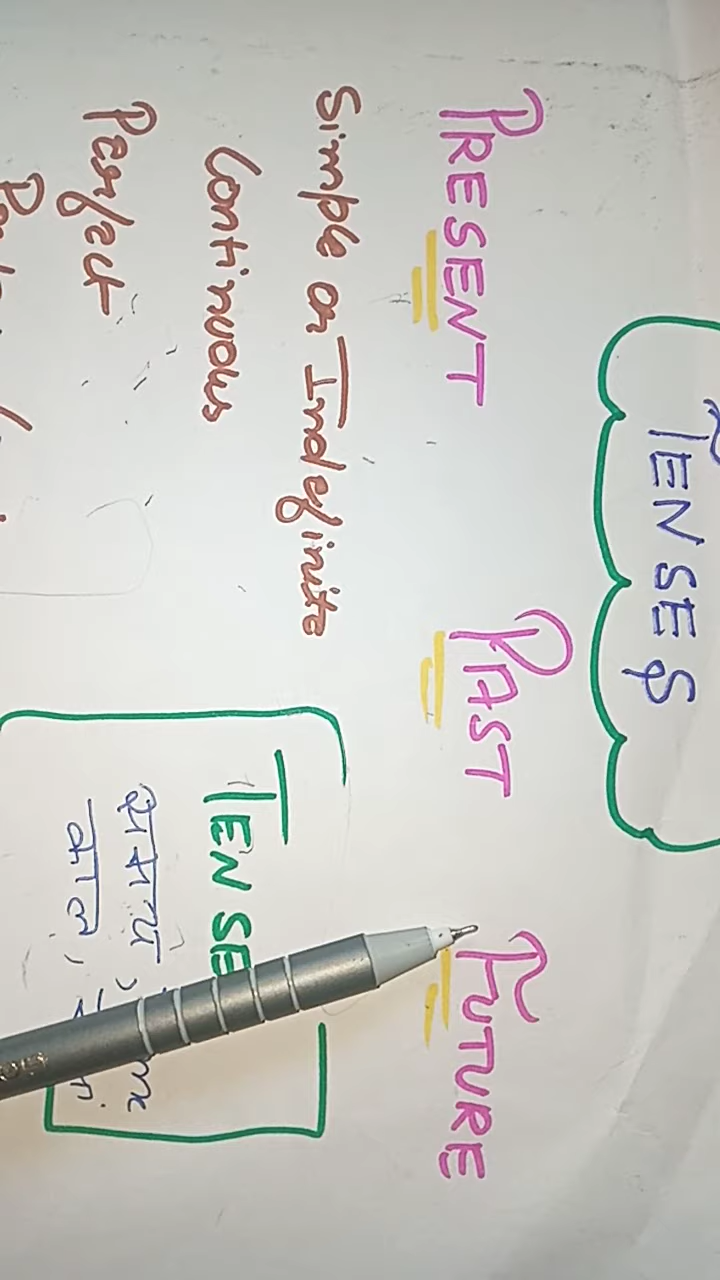 TENSES
PRESENT PAST FUTURE
Simple or Indefinite
Continuous
Perfect
TENSE
समय,
काल,